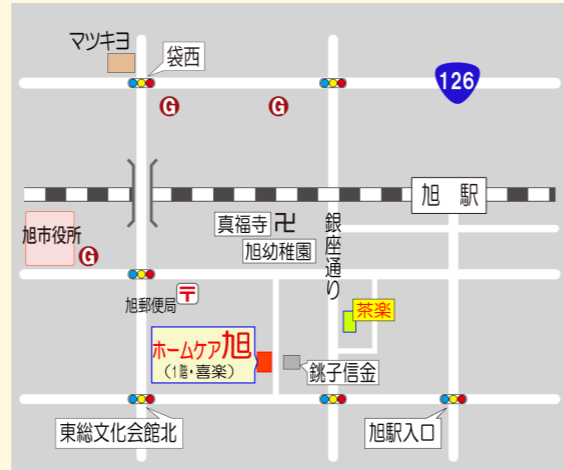 マツキヨ
袋西
126
G
G
旭駅
真福寺卍
旭幼稚園
銀座通り
旭市役所
G
旭郵便局
〒
茶楽
ホームケア旭
(1階・喜楽)
銚子信金
東総文化会館北
旭駅入口